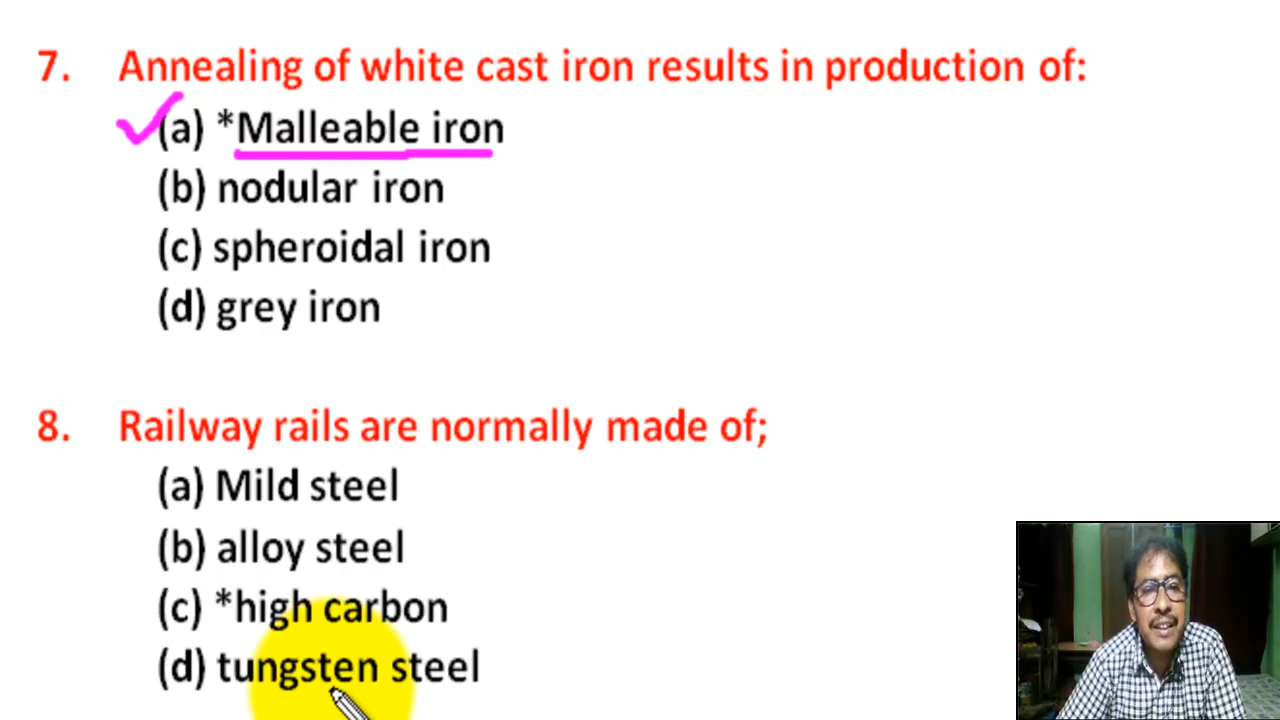 7. Annealing of white cast iron results in production of:
(a) *Malleable iron
(b) nodular iron
(c) spheroidal iron
(d) grey iron
8. Railway rails are normally made of;
(a) Mild steel
(b) alloy steel
(c) *high carbon
(d) tungsten steel